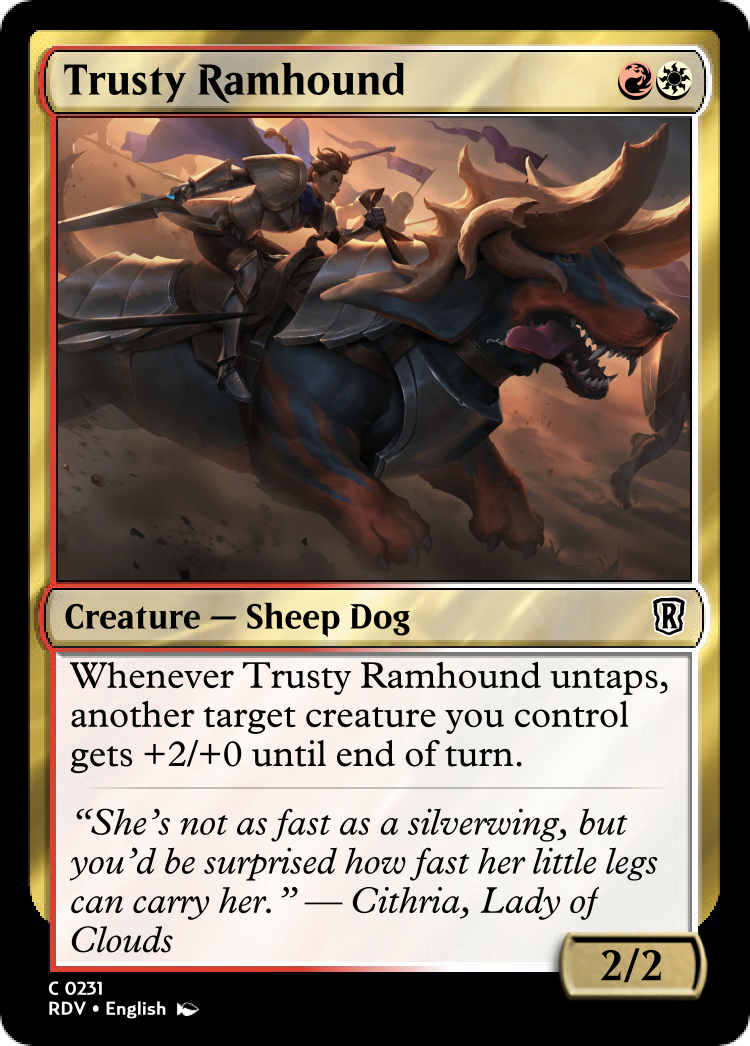 Trusty Ramhound
Creature — Sheep Dog
R
Whenever Trusty Ramhound untaps,
another target creature you control
gets +2/+0 until end of turn.
“She’s not as fast as a silverwing, but
you’d be surprised how fast her little legs
can carry her.” — Cithria, Lady of
Clouds
2/2
C 0231
RDV • English